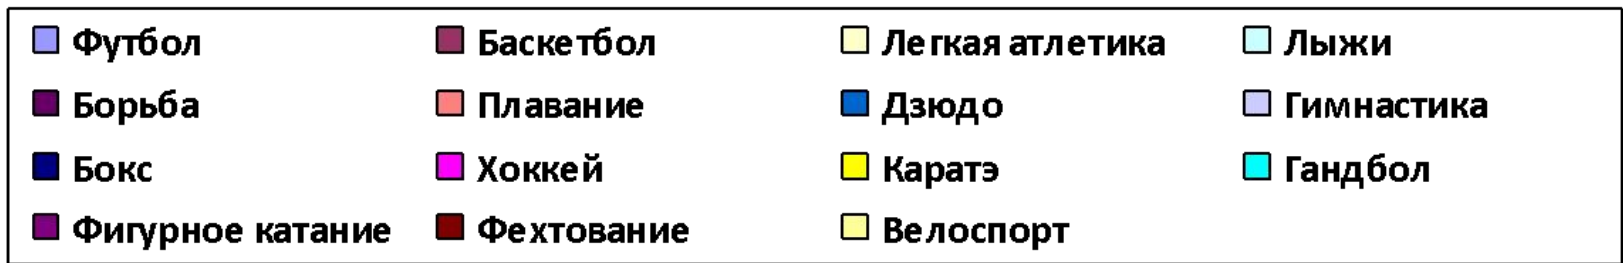 Футбол Баскетбол Легкая атлетика Лыжи
Борьба Плавание Дзюдо Гимнастика
Бокс Хоккей Каратэ Гандбол
Фигурное катание Фехтование Велоспорт